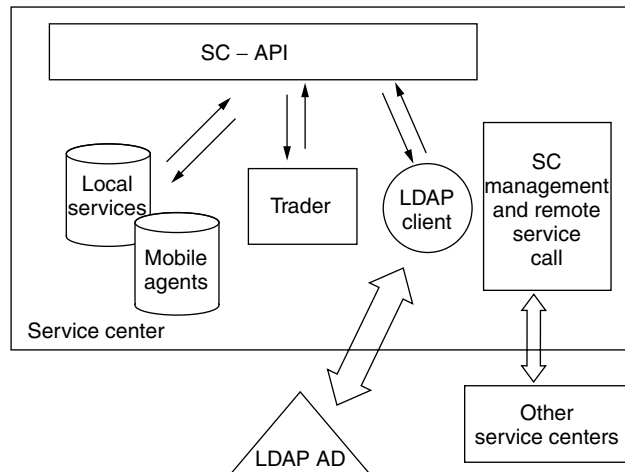 SC – API
Local
services
Mobile
agents
Trader
LDAP
client
SC
management
and remote
service
call
Service center
LDAP AD
Other
service centers